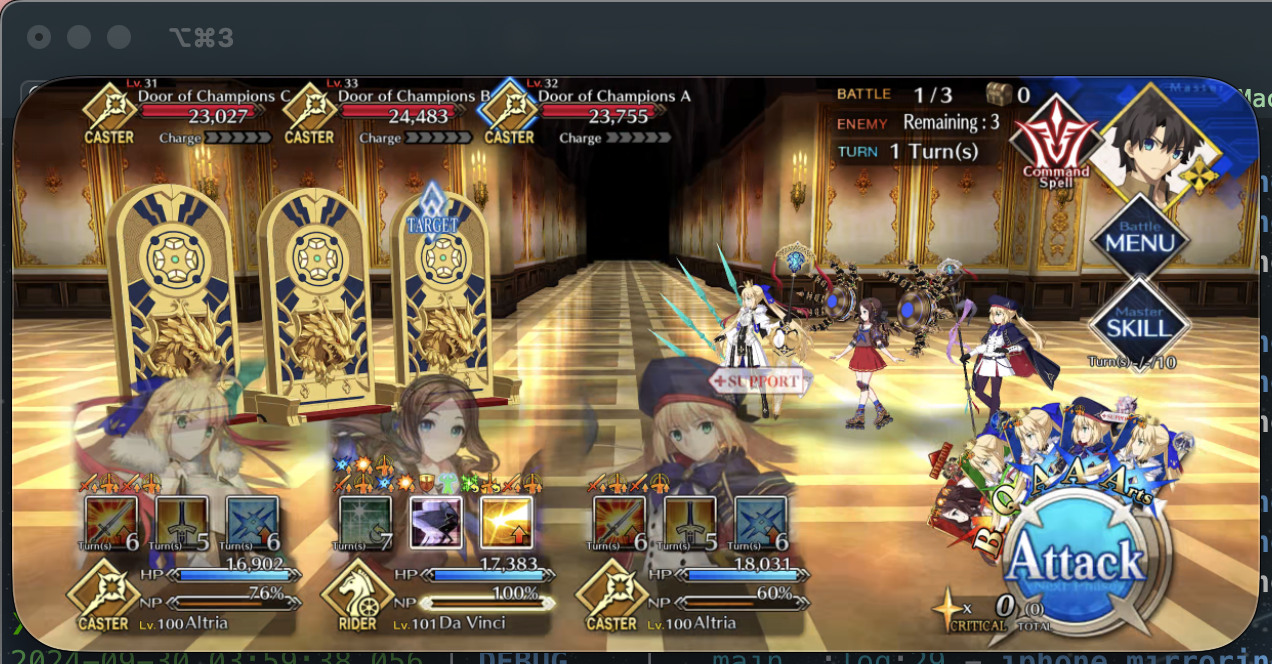 ⌥⌘3
Lv.31
Door of Champions C
23,027
CASTER
Charge
Lv.33
Door of Champions B
24,483
CASTER
Charge
Lv.32
Door of Champions A
23,755
CASTER
Charge
BATTLE 1/3 0
ENEMY Remaining : 3
TURN 1 Turn(s)
Command
Spell
Master
Battle
MENU
Master
SKILL
Turn(s) -/-/10
TARGET
+SUPPORT
B Q A A Arts
Attack
x 0 (0)
CRITICAL TOTAL
Turn(s) 6
Turn(s) 5
Turn(s) 6
HP 16,902
NP 76%
CASTER
Lv.100 Altria
Turn(s) 7
HP 17,383
NP 100%
RIDER
Lv.101 Da Vinci
Turn(s) 6
Turn(s) 5
Turn(s) 6
HP 18,031
NP 60%
CASTER
Lv.100 Altria
2024-09-30 03:59:38.056 | DEBUG